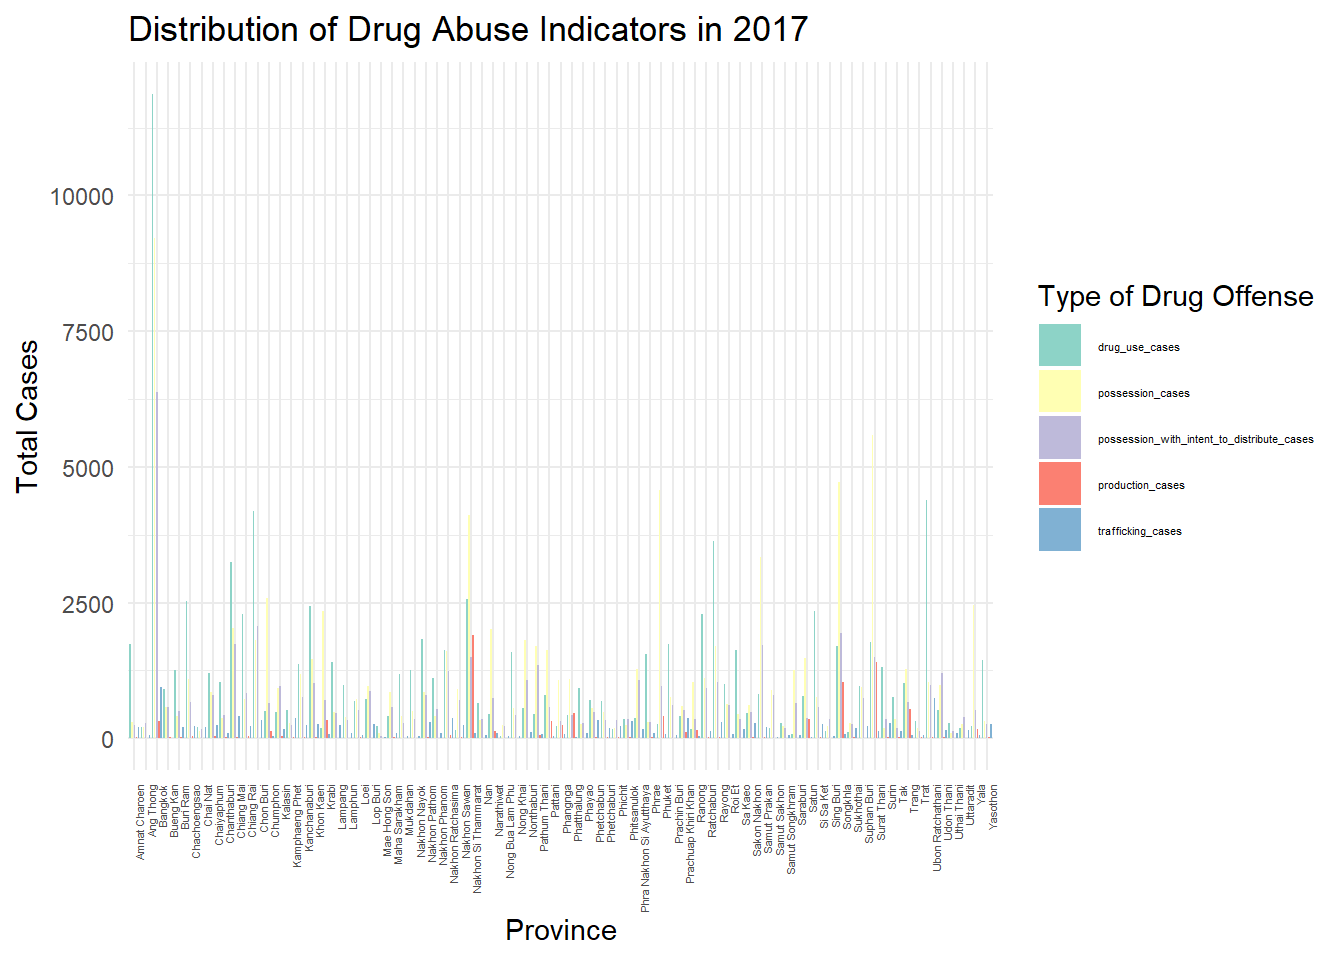 Distribution of Drug Abuse Indicators in 2017
Total Cases
10000
7500
5000
2500
0
Amnat Charoen
Ang Thong
Bangkok
Bueng Kan
Buri Ram
Chachoengsao
Chai Nat
Chaiyaphum
Chanthaburi
Chiang Mai
Chiang Rai
Chon Buri
Chumphon
Kalasin
Kamphaeng Phet
Kanchanaburi
Khon Kaen
Krabi
Lampang
Lamphun
Loei
Lop Buri
Mae Hong Son
Maha Sarakham
Mukdahan
Nakhon Nayok
Nakhon Pathom
Nakhon Phanom
Nakhon Ratchasima
Nakhon Sawan
Nakhon Si Thammarat
Nan
Narathiwat
Nong Bua Lam Phu
Nong Khai
Nonthaburi
Pathum Thani
Pattani
Phangnga
Phatthalung
Phayao
Phetchabun
Phetchaburi
Phichit
Phitsanulok
Phra Nakhon Si Ayutthaya
Phrae
Phuket
Prachin Buri
Prachuap Khiri Khan
Ranong
Ratchaburi
Rayong
Roi Et
Sa Kaeo
Sakon Nakhon
Samut Prakan
Samut Sakhon
Samut Songkhram
Saraburi
Satun
Si Sa Ket
Sing Buri
Songkhla
Sukhothai
Suphan Buri
Surat Thani
Surin
Tak
Trang
Trat
Ubon Ratchathani
Udon Thani
Uthai Thani
Uttaradit
Yala
Yasothon
Province
Type of Drug Offense
drug_use_cases
possession_cases
possession_with_intent_to_distribute_cases
production_cases
trafficking_cases